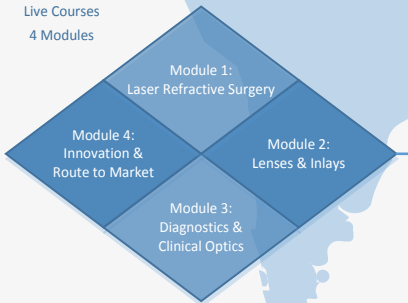 Live Courses
4 Modules
Module 1:
Laser Refractive Surgery
Module 4:
Innovation &
Route to Market
Module 2:
Lenses & Inlays
Module 3:
Diagnostics &
Clinical Optics